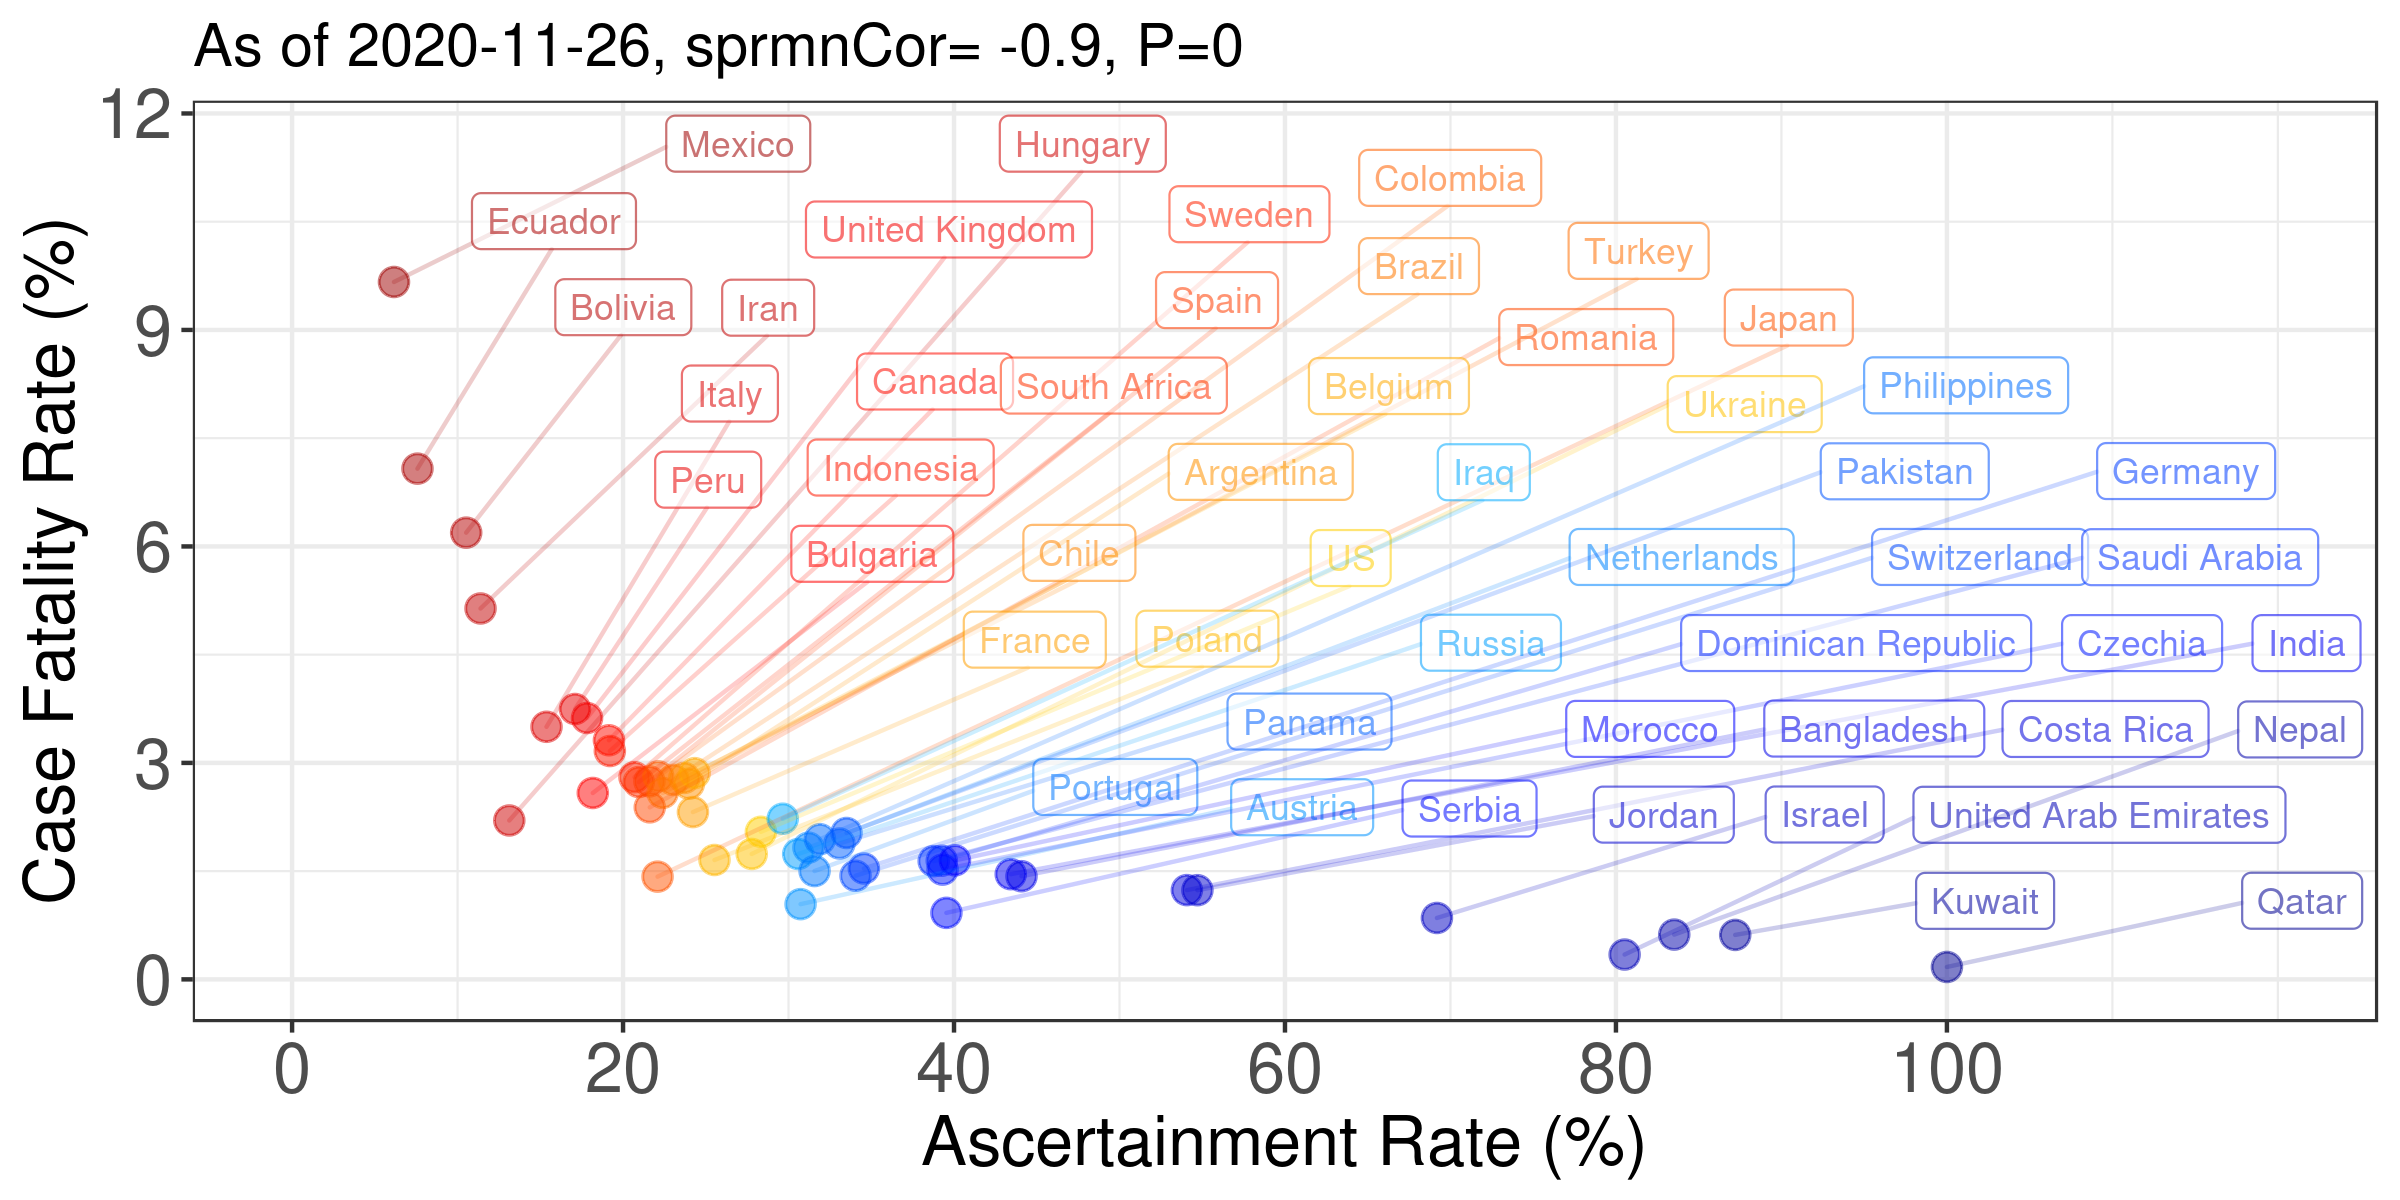 As of 2020-11-26, sprmnCor= -0.9, P=0
12
9
6
3
0
Case Fatality Rate (%)
Mexico
Hungary
Colombia
Ecuador
United Kingdom
Sweden
Turkey
Brazil
Bolivia
Iran
Spain
Romania
Japan
Italy
Canada
South Africa
Belgium
Ukraine
Philippines
Peru
Indonesia
Argentina
Iraq
Pakistan
Germany
Bulgaria
Chile
US
Netherlands
Switzerland
Saudi Arabia
France
Poland
Russia
Dominican Republic
Czechia
India
Panama
Morocco
Bangladesh
Costa Rica
Nepal
Portugal
Austria
Serbia
Jordan
Israel
United Arab Emirates
Kuwait
Qatar
0
20
40
60
80
100
Ascertainment Rate (%)